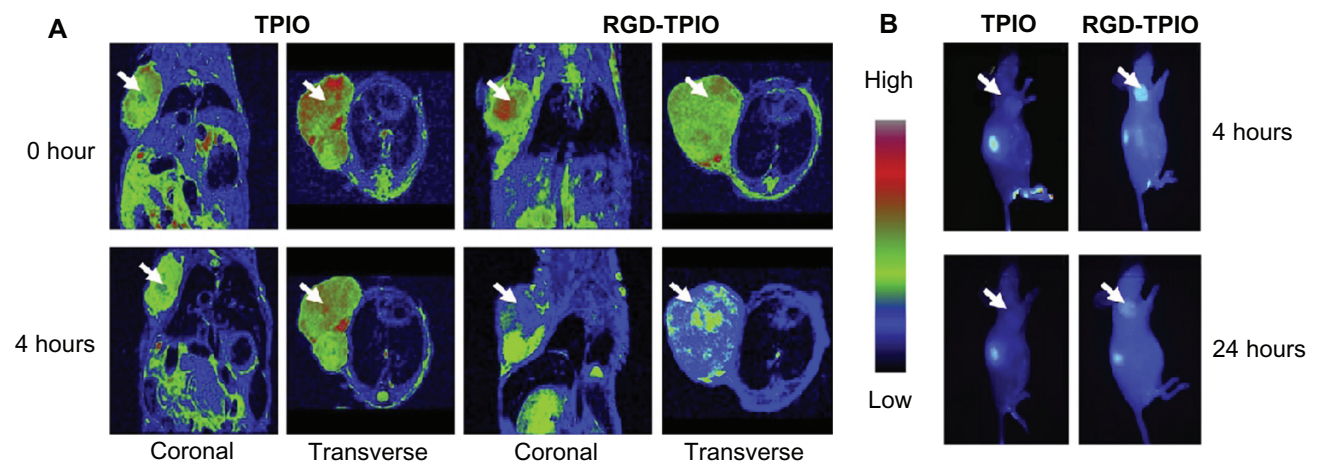 A
TPIO
RGD-TPIO
0 hour
4 hours
Coronal
Transverse
Coronal
Transverse
High
Low
B
TPIO
RGD-TPIO
4 hours
24 hours